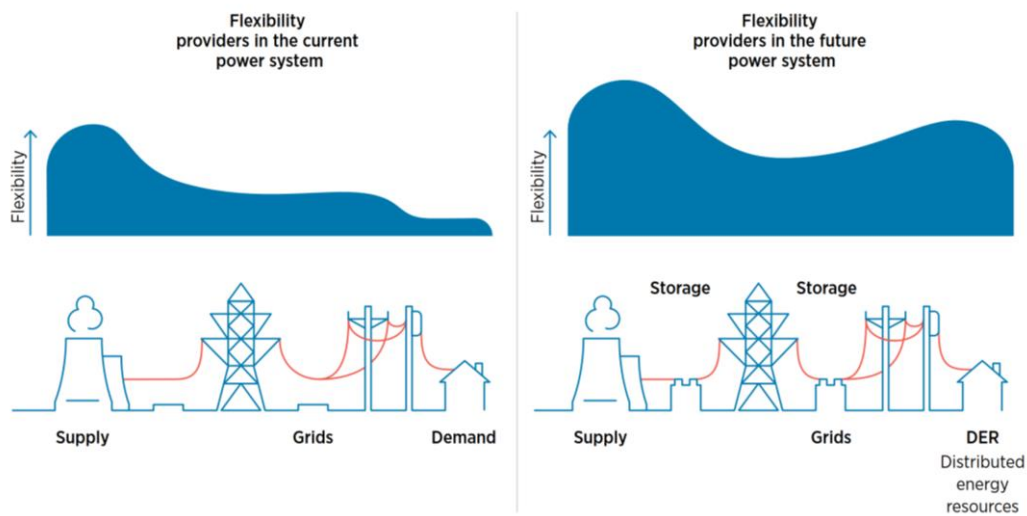 Flexibility
providers in the current
power system
Flexibility
Supply
Grids
Demand
Flexibility
providers in the future
power system
Flexibility
Storage
Storage
Supply
Grids
DER
Distributed
energy
resources